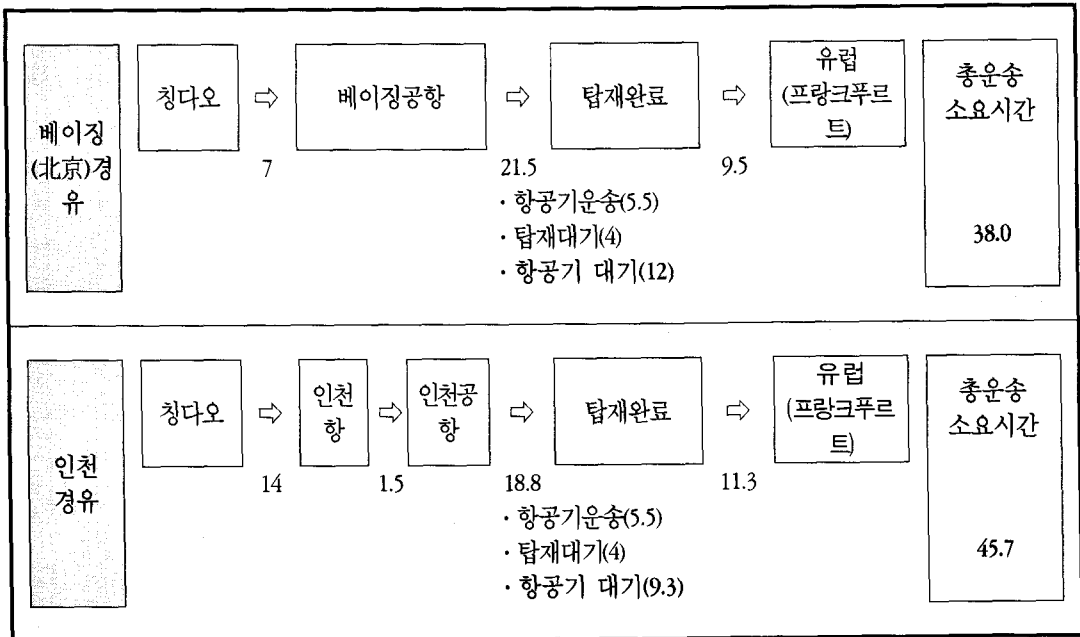 베이징
(北京)경
유
칭다오
⇨
베이징공항
⇨
탑재완료
⇨
유럽
(프랑크푸르
트)
총운송
소요시간
7
21.5
9.5
· 항공기운송(5.5)
· 탑재대기(4)
· 항공기 대기(12)
38.0
인천
경유
칭다오
⇨
인천
항
⇨
인천공
항
⇨
탑재완료
⇨
유럽
(프랑크푸르
트)
총운송
소요시간
14
1.5
18.8
11.3
· 항공기운송(5.5)
· 탑재대기(4)
· 항공기 대기(9.3)
45.7